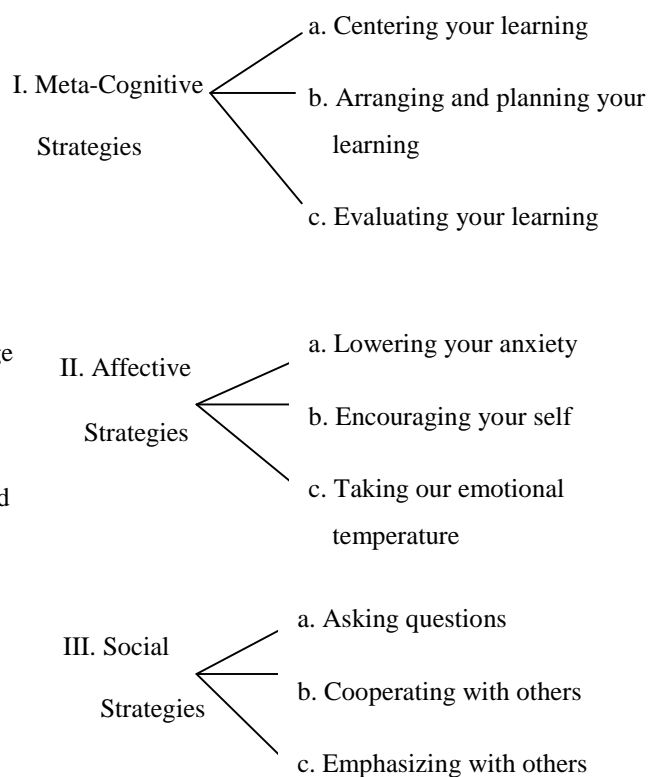 a. Centering your learning
I. Meta-Cognitive
Strategies
b. Arranging and planning your
learning
c. Evaluating your learning
a. Lowering your anxiety
II. Affective
Strategies
b. Encouraging your self
c. Taking our emotional
temperature
a. Asking questions
III. Social
Strategies
b. Cooperating with others
c. Emphasizing with others